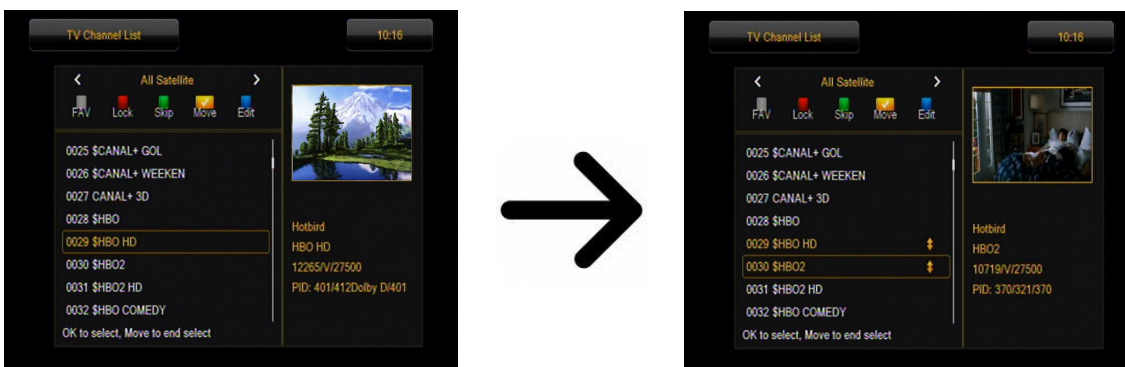 TV Channel List
10:16
< All Satellite >
FAV Lock Skip Move Edit
0025 $CANAL+ GOL
0026 $CANAL+ WEEKEN
0027 CANAL+ 3D
0028 $HBO
0029 $HBO HD
0030 $HBO2
0031 $HBO2 HD
0032 $HBO COMEDY
OK to select, Move to end select
Hotbird
HBO HD
12265/V/27500
PID: 401/412Dolby D/401
TV Channel List
10:16
< All Satellite >
FAV Lock Skip Move Edit
0025 $CANAL+ GOL
0026 $CANAL+ WEEKEN
0027 CANAL+ 3D
0028 $HBO
0029 $HBO HD
0030 $HBO2
0031 $HBO2 HD
0032 $HBO COMEDY
OK to select, Move to end select
Hotbird
HBO2
10719/V/27500
PID: 370/321/370